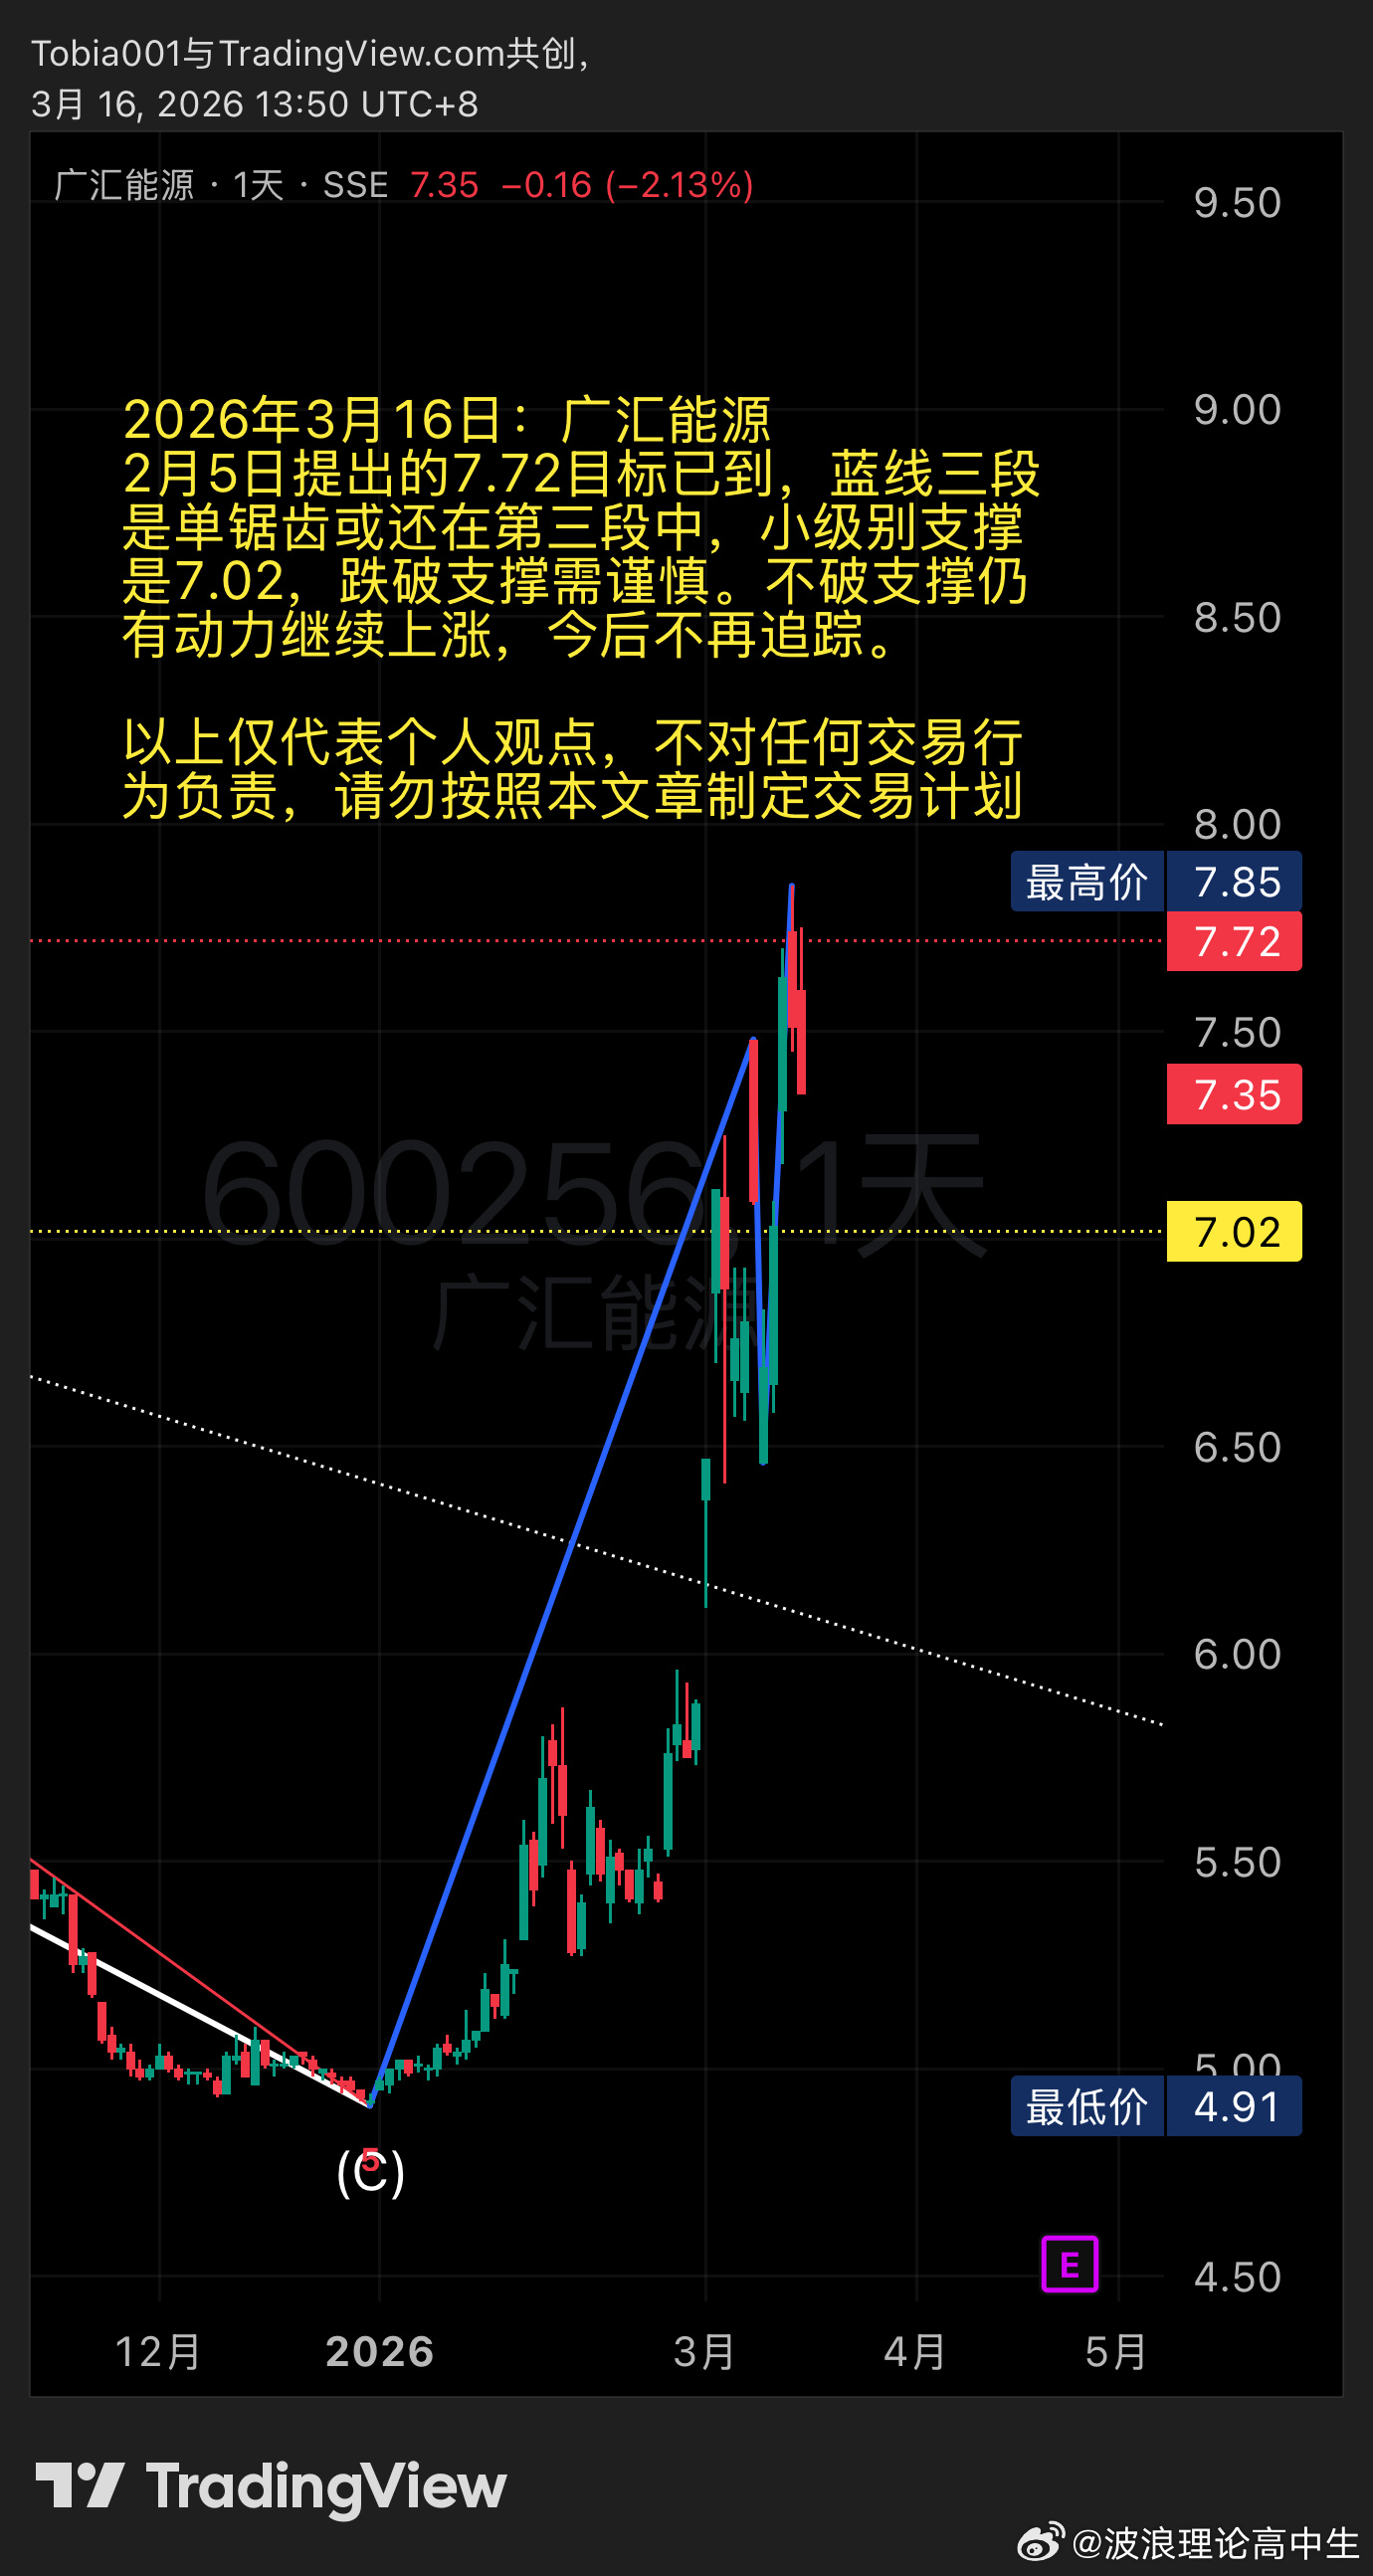 Tobia001与TradingView.com共创,
3月 16, 2026 13:50 UTC+8
广汇能源 · 1天 · SSE 7.35 −0.16 (−2.13%)
9.50
9.00
2026年3月16日：广汇能源
2月5日提出的7.72目标已到，蓝线三段
是单锯齿或还在第三段中，小级别支撑
是7.02，跌破支撑需谨慎。不破支撑仍
有动力继续上涨，今后不再追踪。
8.50
以上仅代表个人观点，不对任何交易行
为负责，请勿按照本文章制定交易计划
8.00
最高价 7.85
7.72
7.50
7.35
600256, 1天
7.02
广汇能源
6.50
6.00
5.50
5.00
最低价 4.91
5
(C)
E
4.50
12月 2026 3月 4月 5月
TradingView
@波浪理论高中生